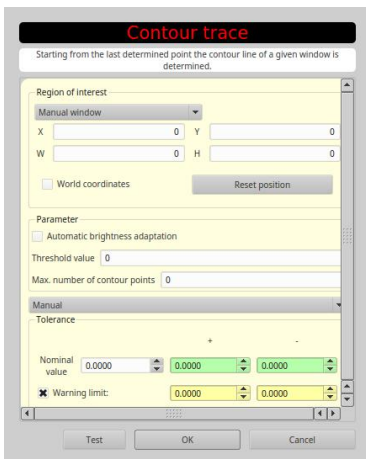 Contour trace
Starting from the last determined point the contour line of a given window is
determined.
Region of interest
Manual window
X 0 Y 0
W 0 H 0
World coordinates Reset position
Parameter
Automatic brightness adaptation
Threshold value 0
Max. number of contour points 0
Manual
Tolerance
+ -
Nominal
value 0.0000 0.0000 0.0000
Warning limit: 0.0000 0.0000
Test OK Cancel